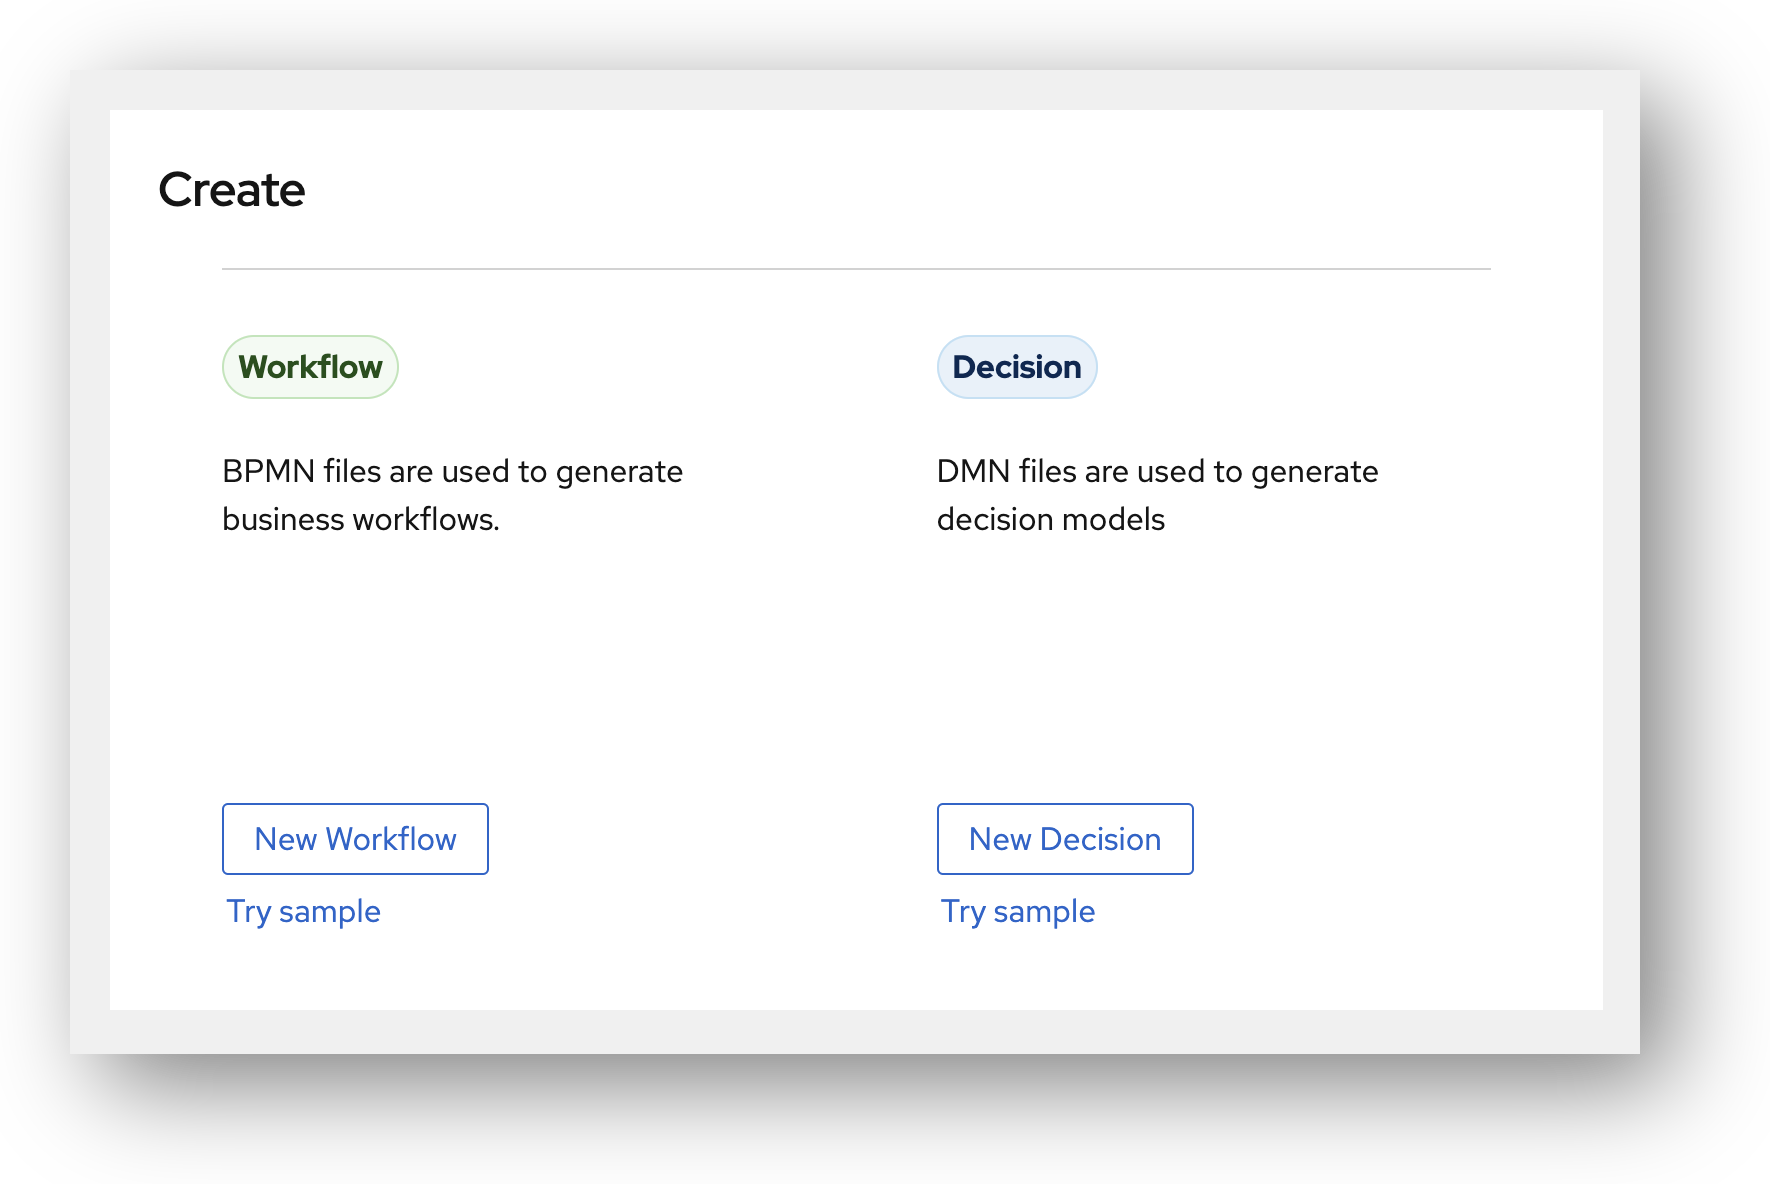 Create
Workflow
BPMN files are used to generate
business workflows.
New Workflow
Try sample
Decision
DMN files are used to generate
decision models
New Decision
Try sample